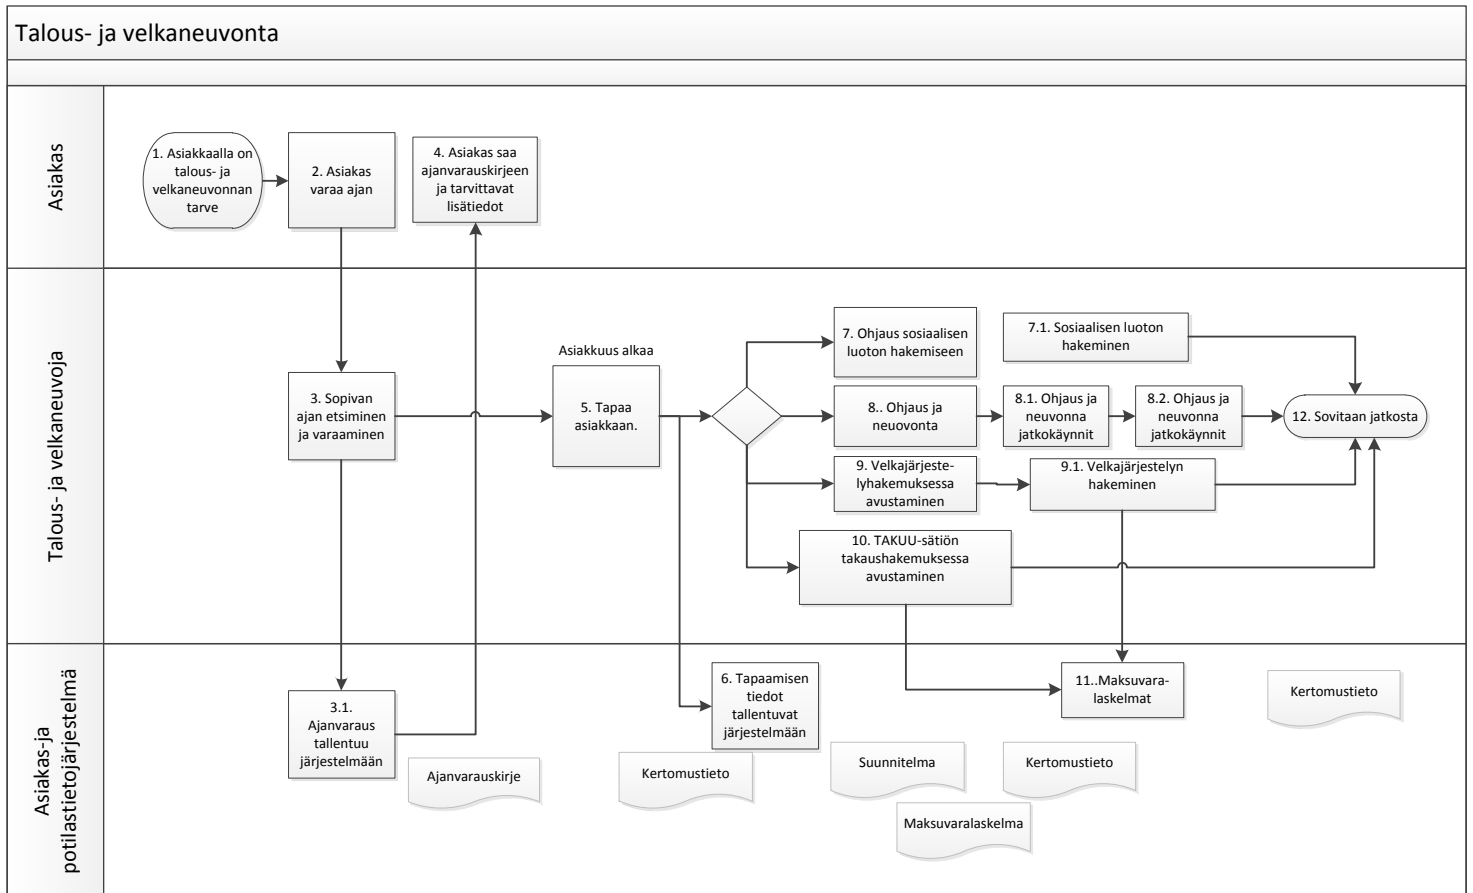 Talous- ja velkaneuvonta
Asiakas
1. Asiakkaalla on
talous- ja
velkaneuvonnan
tarve
2. Asiakas
varaa ajan
4. Asiakas saa
ajanvarauskirjeen
ja tarvittavat
lisätiedot
Talous- ja velkaneuvoja
3. Sopivan
ajan etsiminen
ja varaaminen
Asiakkuus alkaa
5. Tapaa
asiakkaan.
7. Ohjaus sosiaalisen
luoton hakemiseen
7.1. Sosiaalisen luoton
hakeminen
8.. Ohjaus ja
neuovonta
8.1. Ohjaus ja
neuvonna
jatkokäynnit
8.2. Ohjaus ja
neuvonna
jatkokäynnit
12. Sovitaan jatkosta
9. Velkajärjeste-
lyhakemuksessa
avustaminen
9.1. Velkajärjestelyn
hakeminen
10. TAKUU-sätiön
takaushakemuksessa
avustaminen
Asiakas-ja
potilastietojärjestelmä
3.1.
Ajanvaraus
tallentuu
järjestelmään
6. Tapaamisen
tiedot
tallentuvat
järjestelmään
11..Maksuvara-
laskelmat
Kertomustieto
Ajanvarauskirje
Kertomustieto
Suunnitelma
Kertomustieto
Maksuvaralaskelma